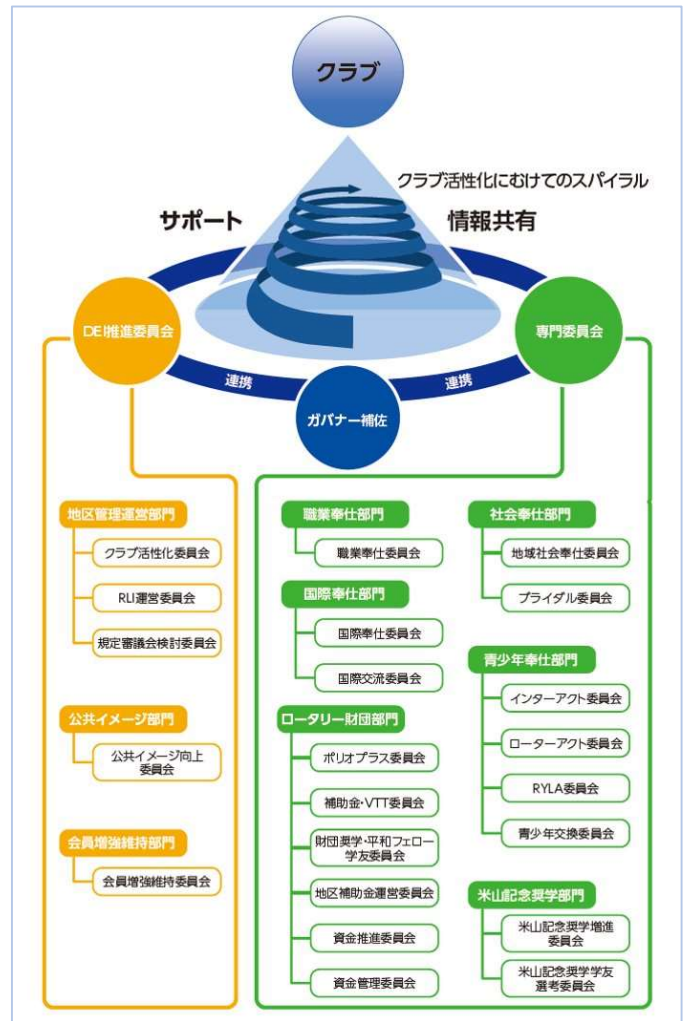 クラブ
クラブ活性化にむけてのスパイラル
サポート
情報共有
DEI推進委員会
専門委員会
連携
連携
ガバナー補佐
地区管理運営部門
クラブ活性化委員会
RLI運営委員会
規定審議会検討委員会
公共イメージ部門
公共イメージ向上
委員会
会員増強維持部門
会員増強維持委員会
職業奉仕部門
職業奉仕委員会
国際奉仕部門
国際奉仕委員会
国際交流委員会
ロータリー財団部門
ポリオプラス委員会
補助金・VTT委員会
財団奨学・平和フェロー
学友委員会
地区補助金運営委員会
資金推進委員会
資金管理委員会
社会奉仕部門
地域社会奉仕委員会
ブライダル委員会
青少年奉仕部門
インターアクト委員会
ローターアクト委員会
RYLA委員会
青少年交換委員会
米山記念奨学部門
米山記念奨学増進
委員会
米山記念奨学学友
選考委員会